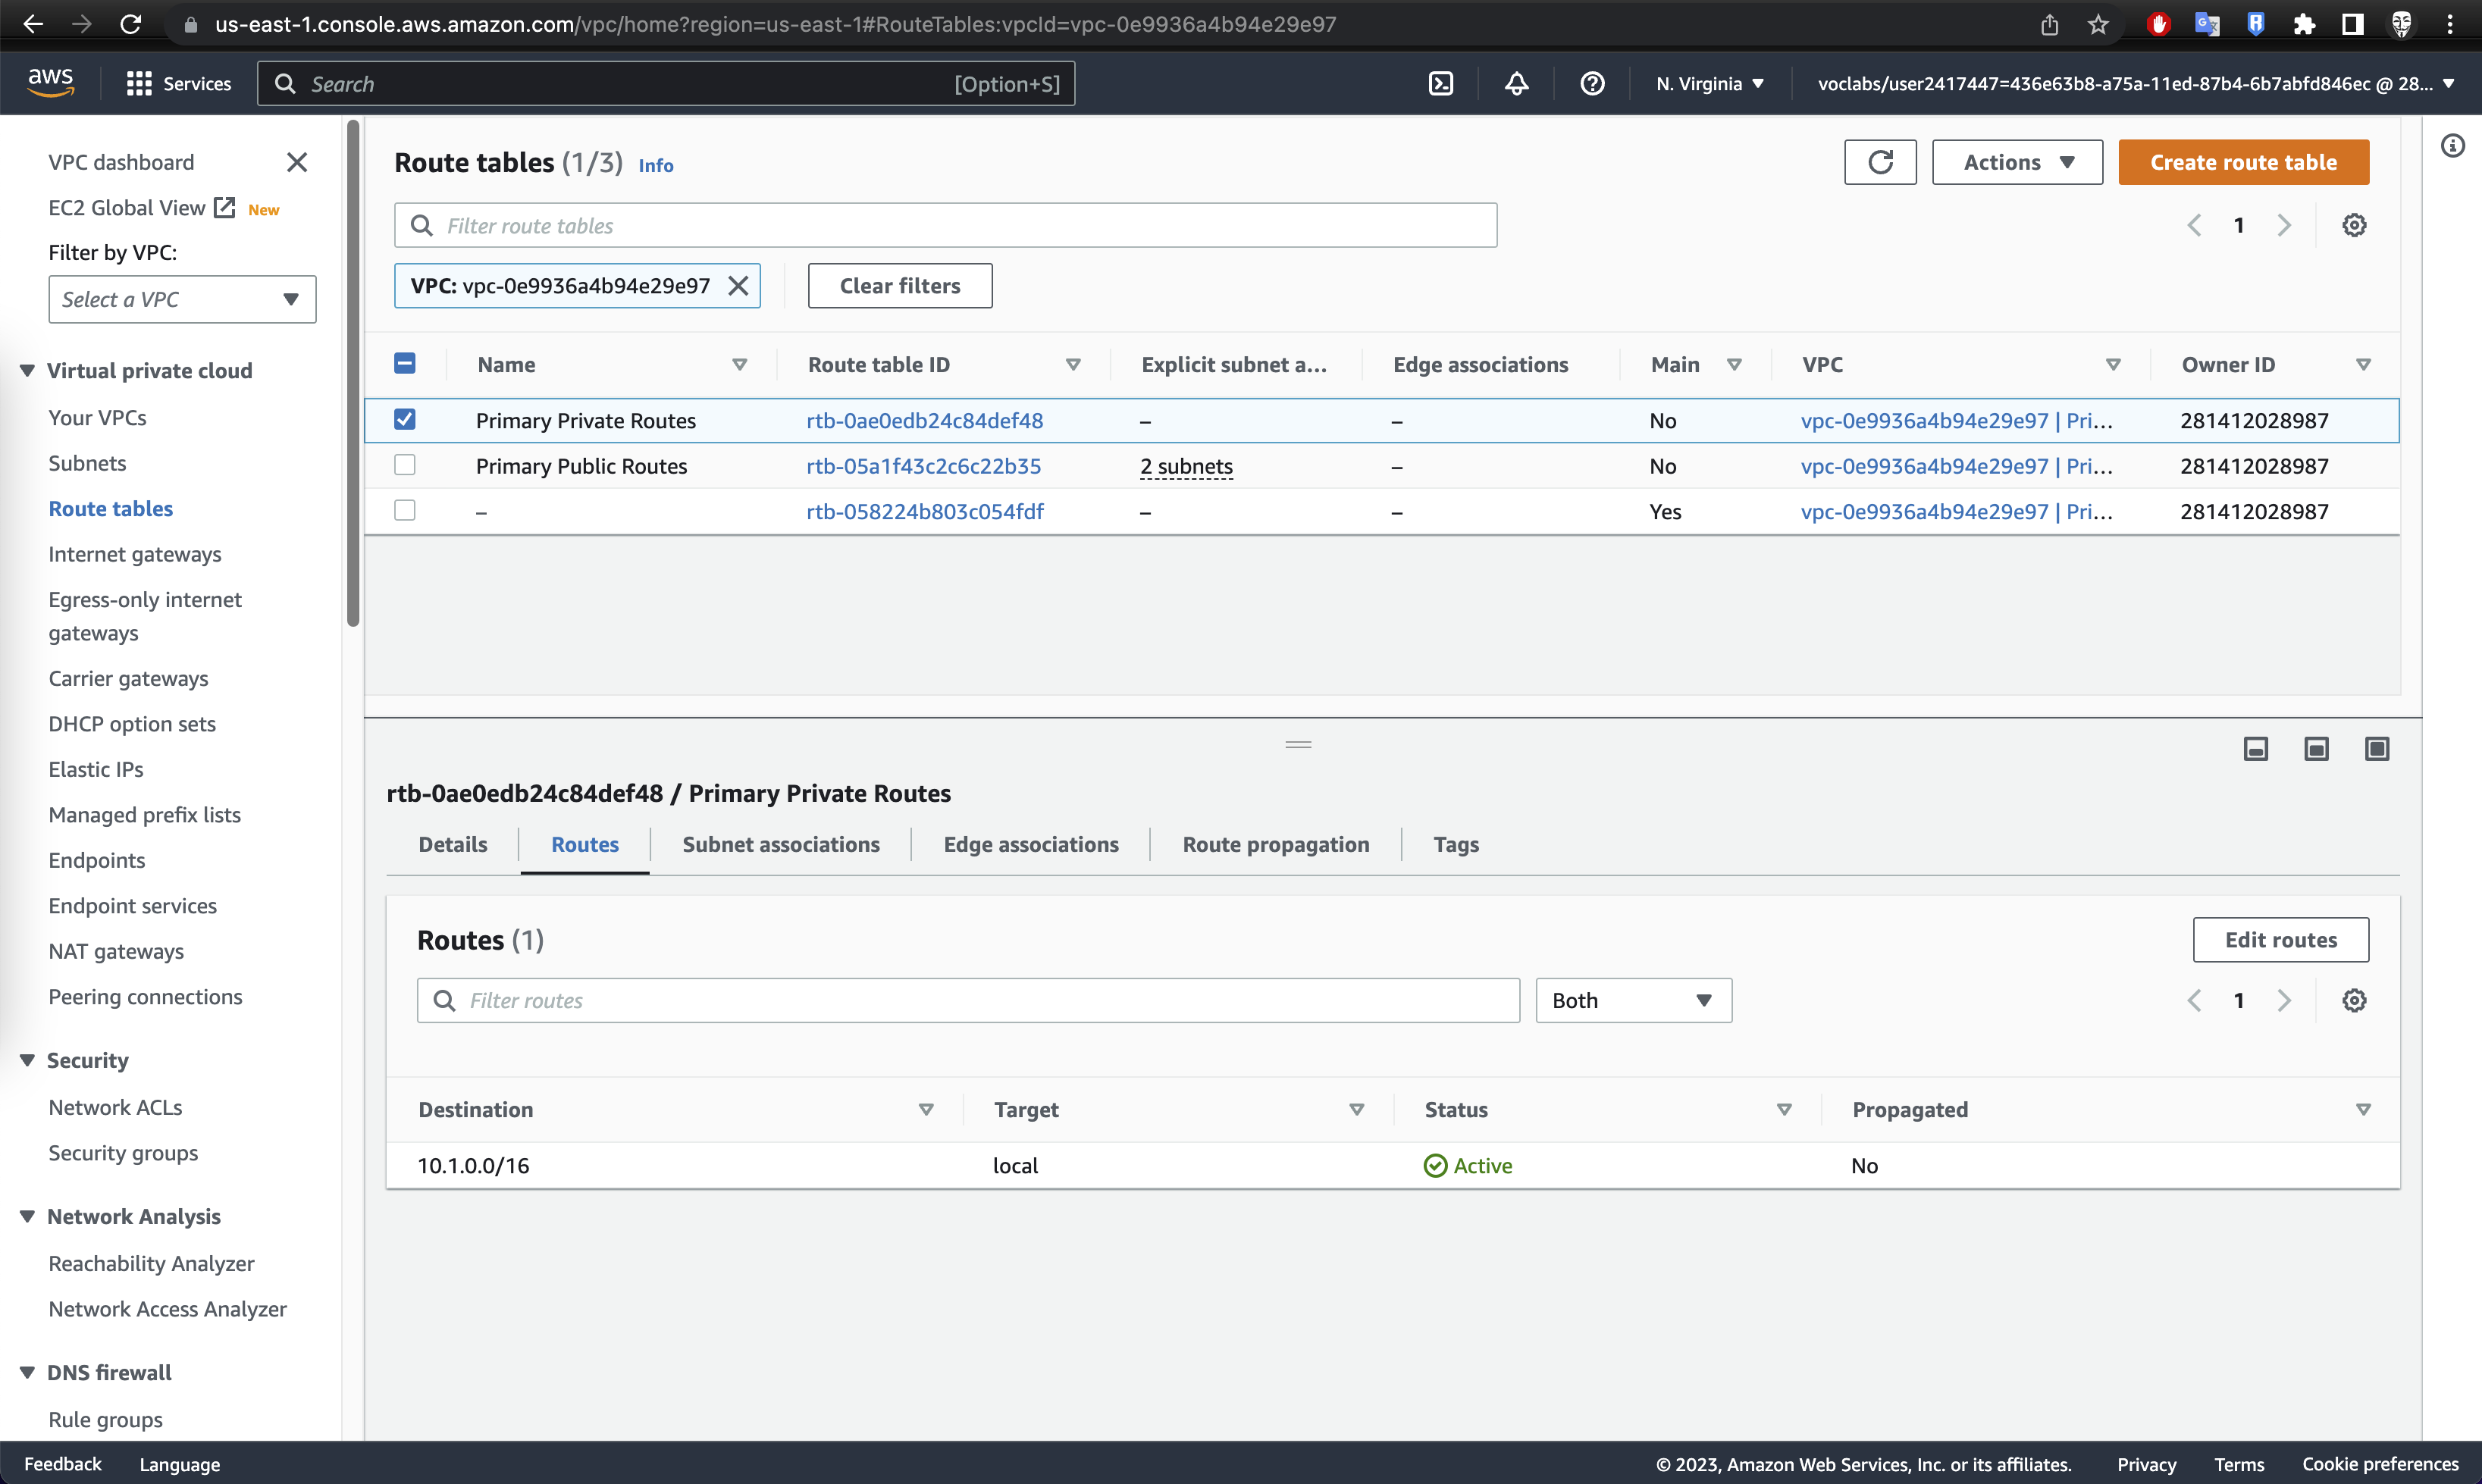 us-east-1.console.aws.amazon.com/vpc/home?region=us-east-1#RouteTables:vpcId=vpc-0e9936a4b94e29e97
aws Services Search [Option+S] N. Virginia voclabs/user2417447=436e63b8-a75a-11ed-87b4-6b7abfd846ec @ 28...
VPC dashboard
EC2 Global View New
Filter by VPC:
Select a VPC
Virtual private cloud
Your VPCs
Subnets
Route tables
Internet gateways
Egress-only internet
gateways
Carrier gateways
DHCP option sets
Elastic IPs
Managed prefix lists
Endpoints
Endpoint services
NAT gateways
Peering connections
Security
Network ACLs
Security groups
Network Analysis
Reachability Analyzer
Network Access Analyzer
DNS firewall
Rule groups
Route tables (1/3) Info
Actions Create route table
Filter route tables
1
VPC: vpc-0e9936a4b94e29e97 Clear filters
Name Route table ID Explicit subnet a... Edge associations Main VPC Owner ID
Primary Private Routes rtb-0ae0edb24c84def48 – – No vpc-0e9936a4b94e29e97 | Pri... 281412028987
Primary Public Routes rtb-05a1f43c2c6c22b35 2 subnets – No vpc-0e9936a4b94e29e97 | Pri... 281412028987
– rtb-058224b803c054fdf – – Yes vpc-0e9936a4b94e29e97 | Pri... 281412028987
rtb-0ae0edb24c84def48 / Primary Private Routes
Details Routes Subnet associations Edge associations Route propagation Tags
Routes (1) Edit routes
Filter routes Both 1
Destination Target Status Propagated
10.1.0.0/16 local Active No
Feedback Language © 2023, Amazon Web Services, Inc. or its affiliates. Privacy Terms Cookie preferences